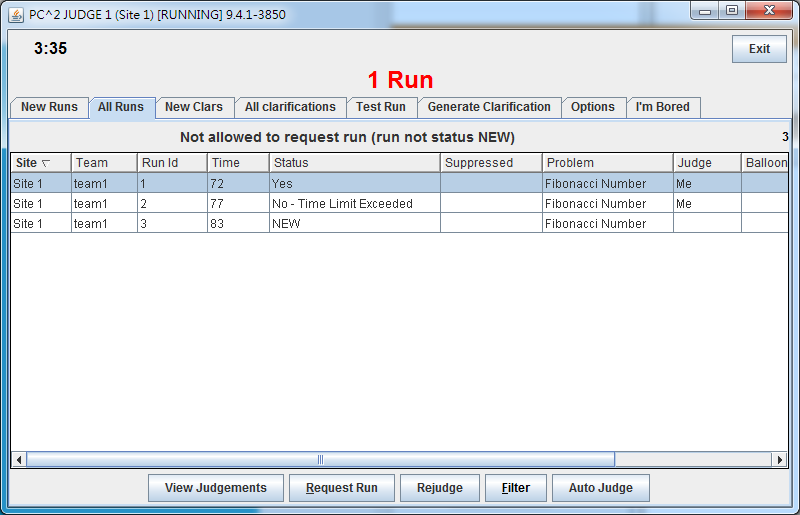 PC^2 JUDGE 1 (Site 1) [RUNNING] 9.4.1-3850
3:35 Exit
1 Run
New Runs All Runs New Clars All clarifications Test Run Generate Clarification Options I'm Bored
Not allowed to request run (run not status NEW) 3
Site Team Run Id Time Status Suppressed Problem Judge Balloon
Site 1 team1 1 72 Yes Fibonacci Number Me
Site 1 team1 2 77 No - Time Limit Exceeded Fibonacci Number Me
Site 1 team1 3 83 NEW Fibonacci Number
View Judgements Request Run Rejudge Filter Auto Judge